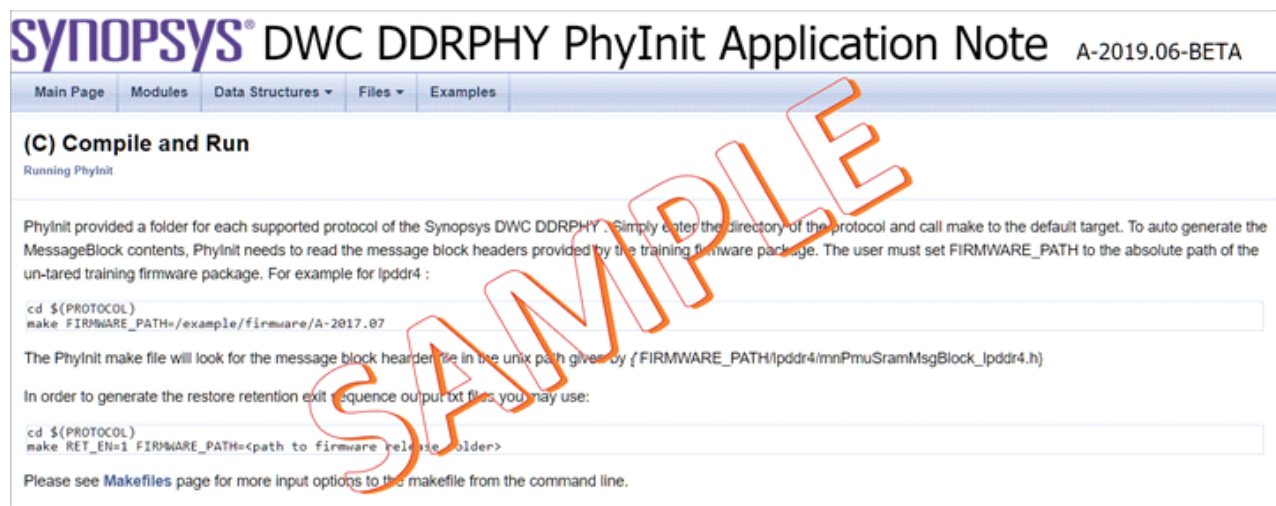 SYNOPSYS® DWC DDRPHY PhyInit Application Note A-2019.06-BETA
Main Page Modules Data Structures Files Examples
(C) Compile and Run
Running PhyInit
PhyInit provided a folder for each supported protocol of the Synopsys DWC DDRPHY . Simply enter the directory of the protocol and call make to the default target. To auto generate the
MessageBlock contents, PhyInit needs to read the message block headers provided by the training firmware package. The user must set FIRMWARE_PATH to the absolute path of the
un-tared training firmware package. For example for lpddr4 :
cd $(PROTOCOL)
make FIRMWARE_PATH=/example/firmware/A-2017.07
The PhyInit make file will look for the message block hearder file in the unix path given by {`FIRMWARE_PATH/lpddr4/mnPmuSramMsgBlock_lpddr4.h}
In order to generate the restore retention exit sequence output txt files you may use:
cd $(PROTOCOL)
make RET_EN=1 FIRMWARE_PATH=<path to firmware release folder>
Please see Makefiles page for more input options to the makefile from the command line.
SAMPLE